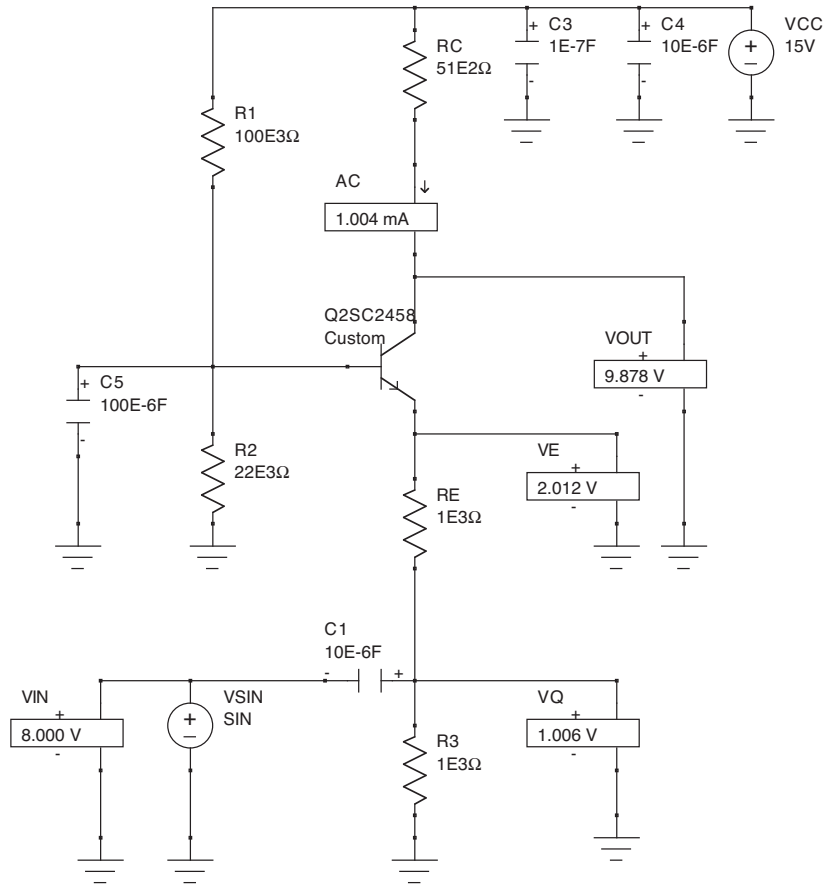 RC
51E2Ω
+ C3
1E-7F
-
+ C4
10E-6F
-
VCC
15V
+
-
R1
100E3Ω
AC
↓
1.004 mA
Q2SC2458
Custom
VOUT
+
9.878 V
-
+ C5
100E-6F
-
R2
22E3Ω
VE
+
2.012 V
-
RE
1E3Ω
C1
10E-6F
- +
VIN
+
8.000 V
-
VSIN
SIN
+
-
R3
1E3Ω
VQ
+
1.006 V
-